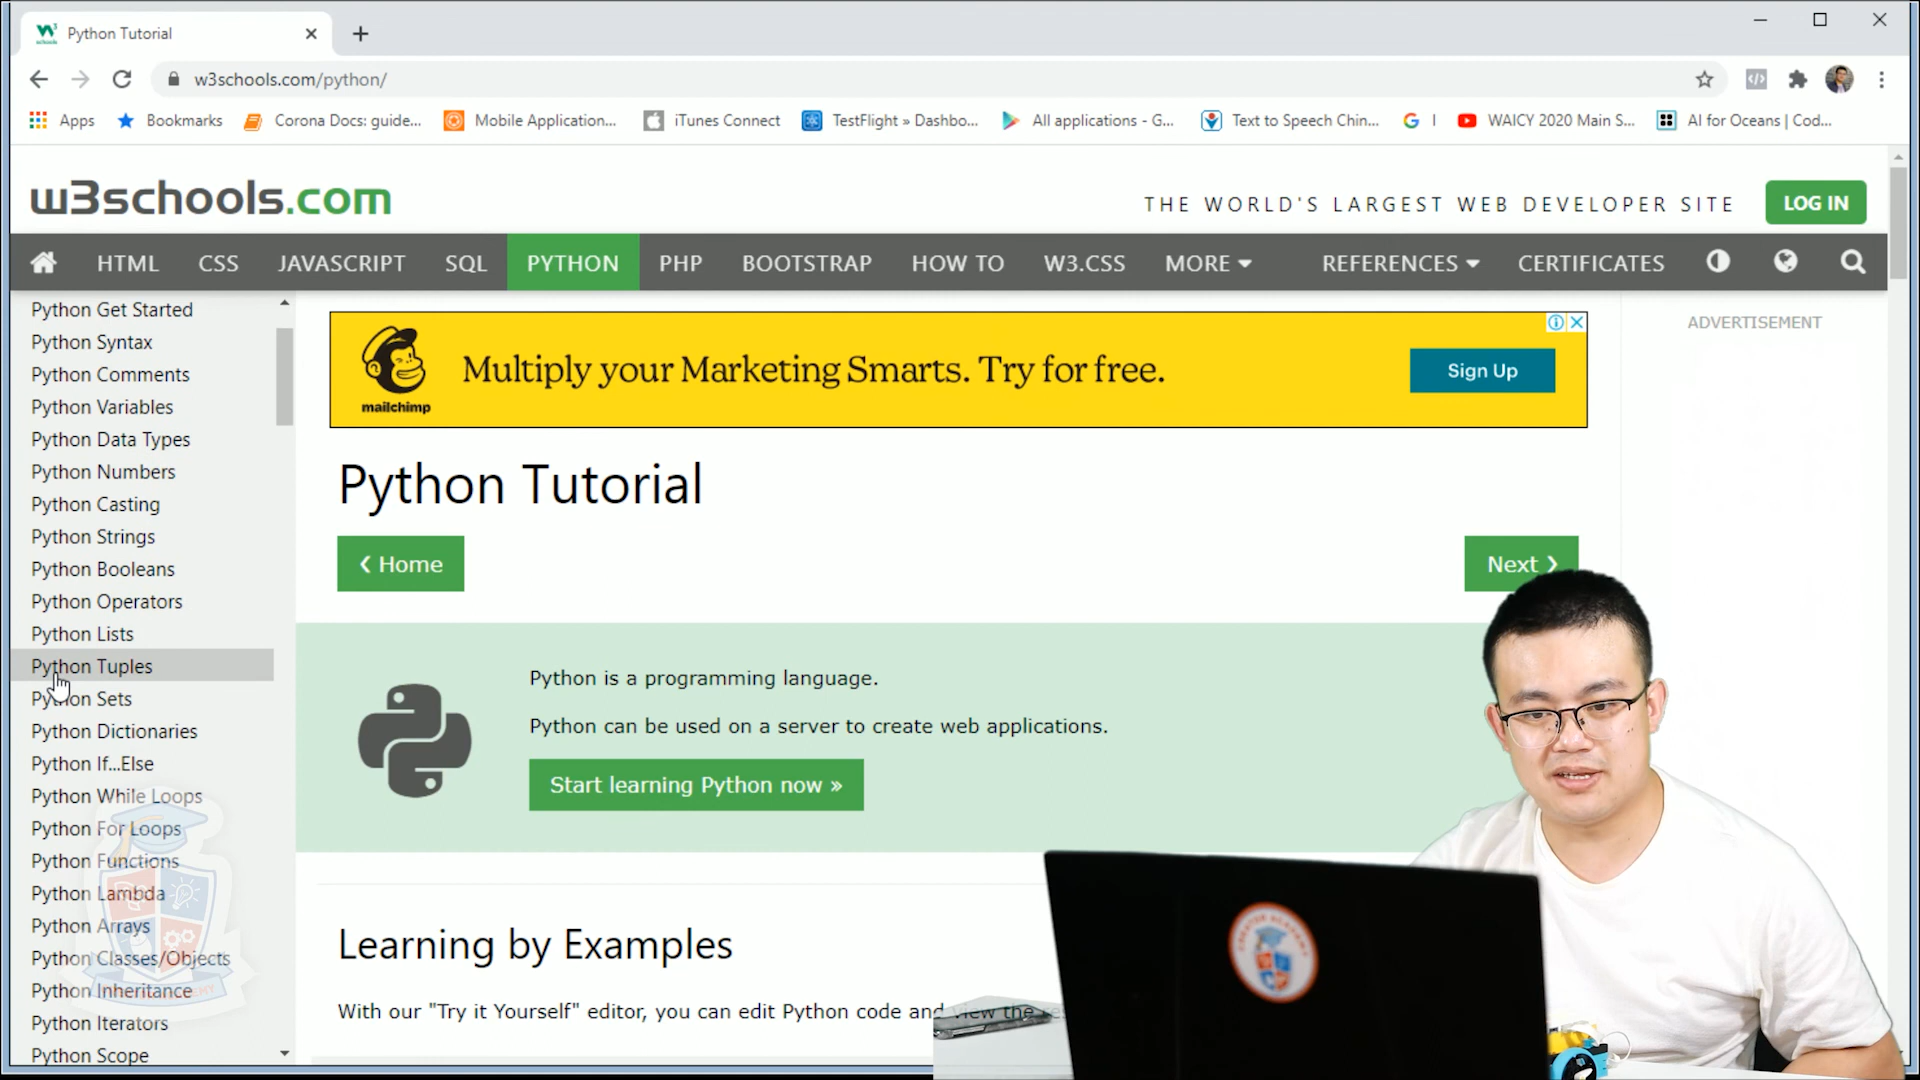 Python Tutorial
w3schools.com/python/
Apps
Bookmarks
Corona Docs: guide...
Mobile Application...
iTunes Connect
TestFlight » Dashbo...
All applications - G...
Text to Speech Chin...
I
WAICY 2020 Main S...
AI for Oceans | Cod...
w3schools.com
THE WORLD'S LARGEST WEB DEVELOPER SITE
LOG IN
HTML
CSS
JAVASCRIPT
SQL
PYTHON
PHP
BOOTSTRAP
HOW TO
W3.CSS
MORE
REFERENCES
CERTIFICATES
Python Get Started
Python Syntax
Python Comments
Python Variables
Python Data Types
Python Numbers
Python Casting
Python Strings
Python Booleans
Python Operators
Python Lists
Python Tuples
Python Sets
Python Dictionaries
Python If...Else
Python While Loops
Python For Loops
Python Functions
Python Lambda
Python Arrays
Python Classes/Objects
Python Inheritance
Python Iterators
Python Scope
mailchimp
Multiply your Marketing Smarts. Try for free.
Sign Up
ADVERTISEMENT
Python Tutorial
❮ Home
Next ❯
Python is a programming language.
Python can be used on a server to create web applications.
Start learning Python now »
Learning by Examples
With our "Try it Yourself" editor, you can edit Python code and view the